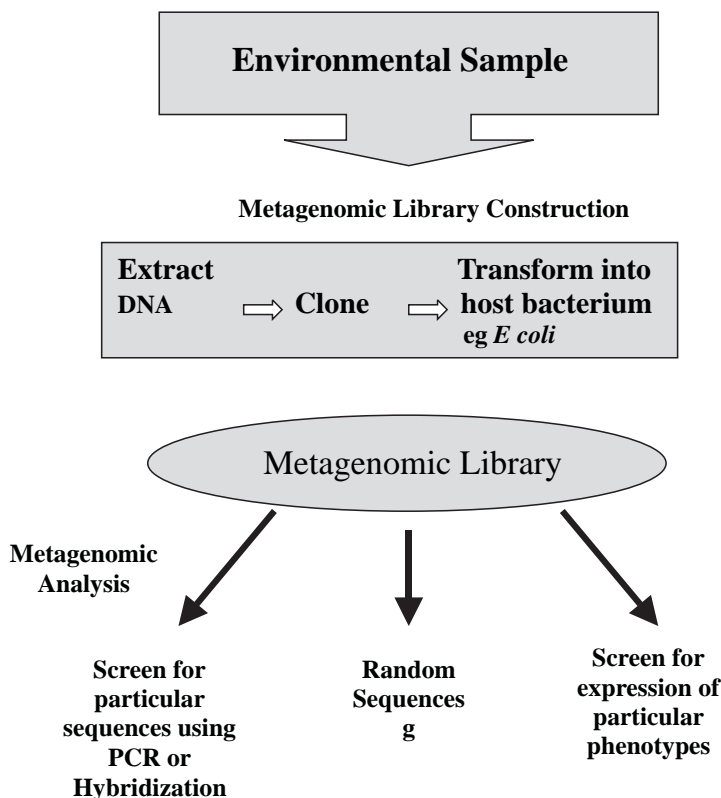 Environmental Sample
Metagenomic Library Construction
Extract
DNA
Clone
Transform into
host bacterium
eg E coli
Metagenomic Library
Metagenomic
Analysis
Screen for
particular
sequences using
PCR or
Hybridization
Random
Sequences
g
Screen for
expression of
particular
phenotypes